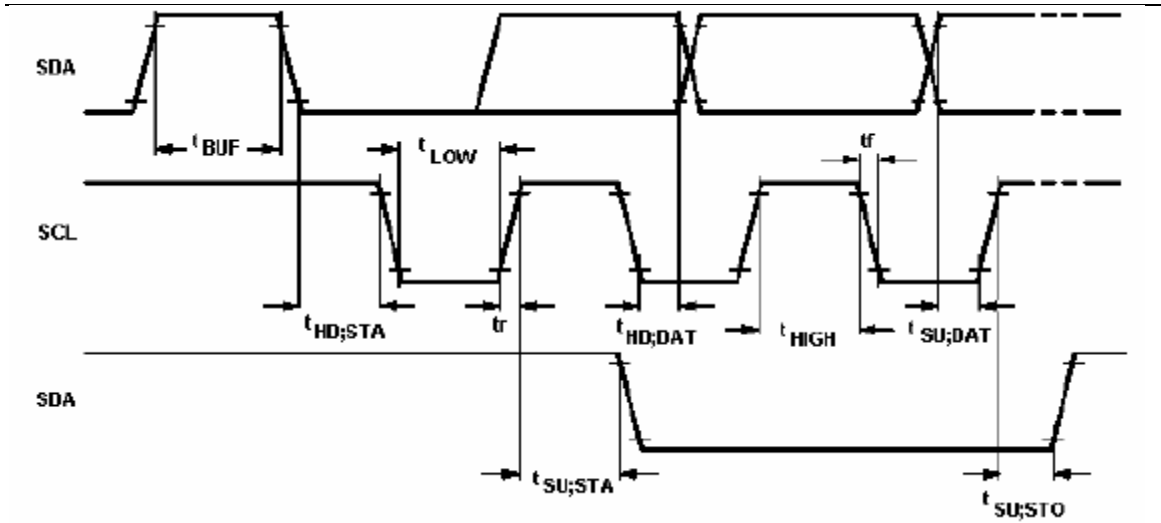 SDA
tBUF
tLOW
tf
SCL
tHD;STA
tr
tHD;DAT
tHIGH
tSU;DAT
SDA
tSU;STA
tSU;STO